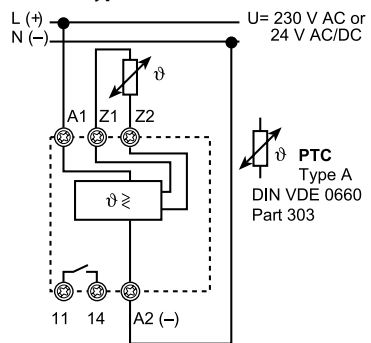 L (+)
N (–)
U= 230 V AC or
24 V AC/DC
ϑ
A1 Z1 Z2
ϑ PTC
Type A
DIN VDE 0660
Part 303
ϑ ≷
11 14 A2 (–)